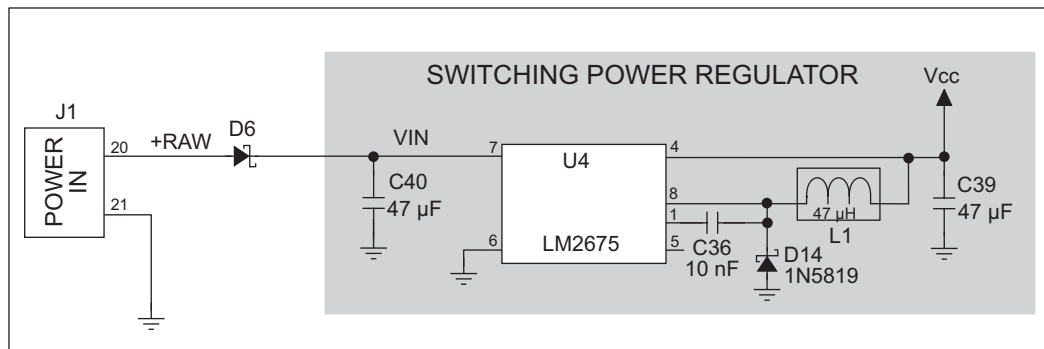 SWITCHING POWER REGULATOR
Vcc
J1
POWER
IN
20
21
+RAW
D6
VIN
C40
47 µF
7
6
U4
LM2675
4
8
1
5
C36
10 nF
47 µH
L1
D14
1N5819
C39
47 µF